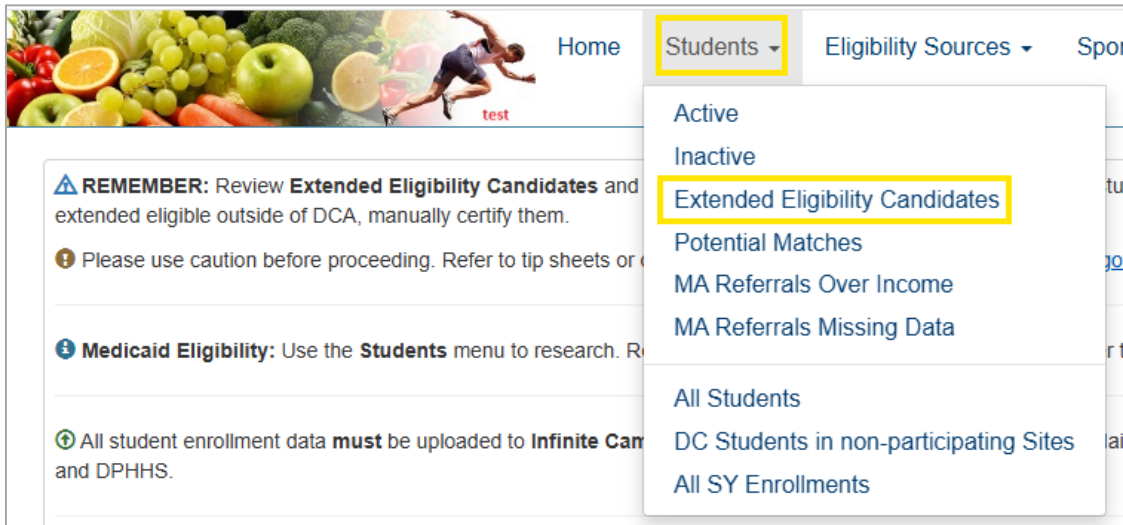 Home Students Eligibility Sources Spor
test
Active
Inactive
Extended Eligibility Candidates
Potential Matches
MA Referrals Over Income
MA Referrals Missing Data
All Students
DC Students in non-participating Sites
All SY Enrollments
REMEMBER: Review Extended Eligibility Candidates and
extended eligible outside of DCA, manually certify them.
Please use caution before proceeding. Refer to tip sheets or
Medicaid Eligibility: Use the Students menu to research.
All student enrollment data must be uploaded to Infinite Cam
and DPHHS.